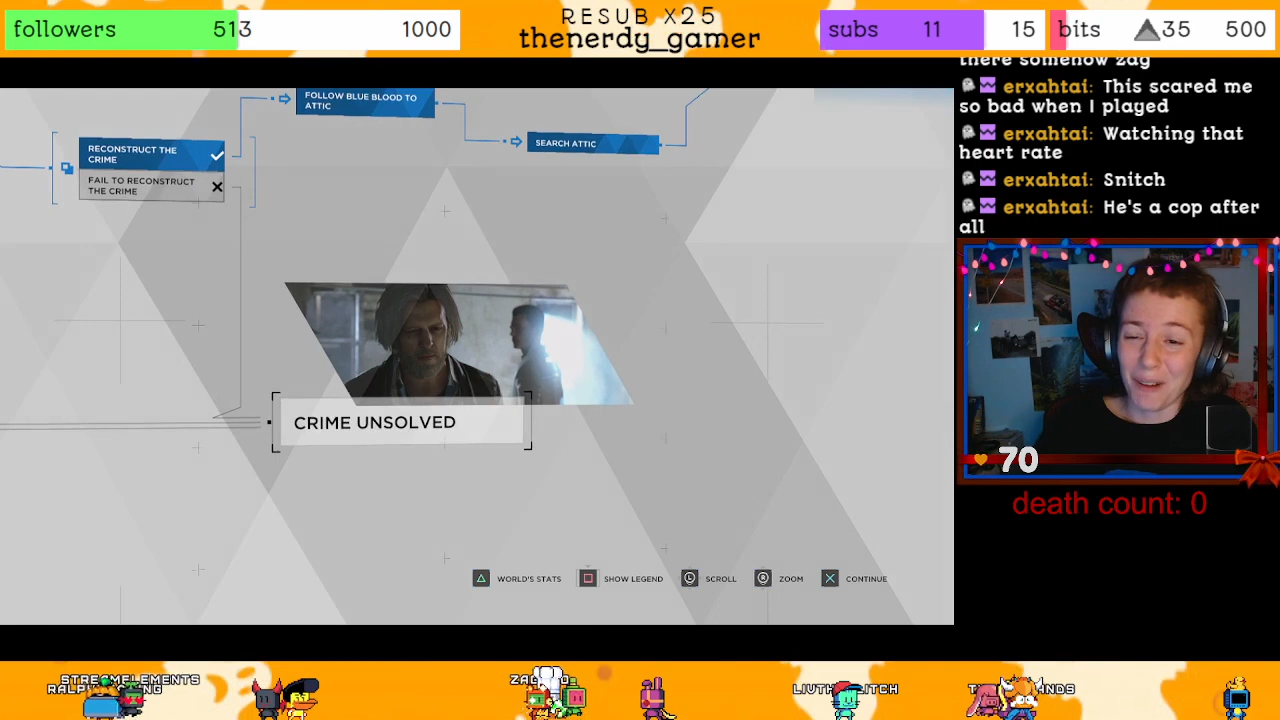 followers 513 1000
RESUB X25
thenerdy_gamer
subs 11 15
bits 35 500
there somehow zag
erxahtai: This scared me
so bad when I played
erxahtai: Watching that
heart rate
erxahtai: Snitch
erxahtai: He's a cop after
all
FOLLOW BLUE BLOOD TO
ATTIC
SEARCH ATTIC
RECONSTRUCT THE
CRIME
FAIL TO RECONSTRUCT
THE CRIME
CRIME UNSOLVED
WORLD'S STATS
SHOW LEGEND
SCROLL
ZOOM
CONTINUE
70
death count: 0